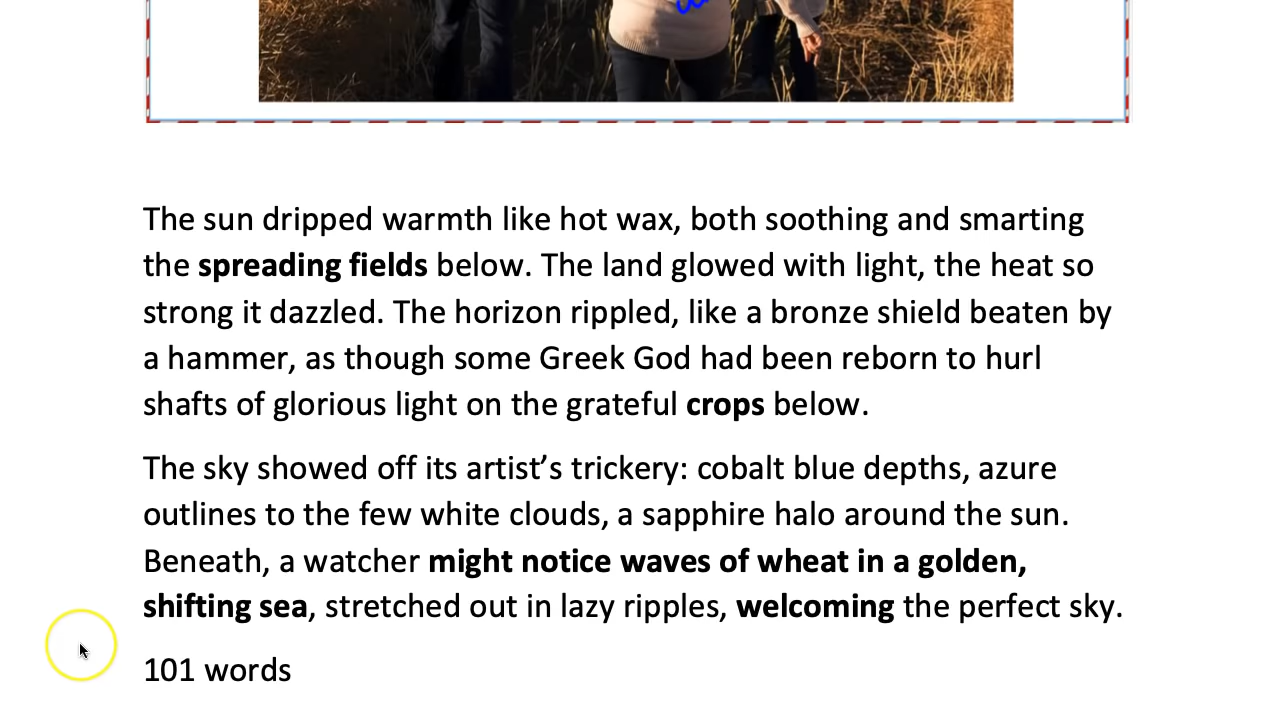 The sun dripped warmth like hot wax, both soothing and smarting
the spreading fields below. The land glowed with light, the heat so
strong it dazzled. The horizon rippled, like a bronze shield beaten by
a hammer, as though some Greek God had been reborn to hurl
shafts of glorious light on the grateful crops below.
The sky showed off its artist’s trickery: cobalt blue depths, azure
outlines to the few white clouds, a sapphire halo around the sun.
Beneath, a watcher might notice waves of wheat in a golden,
shifting sea, stretched out in lazy ripples, welcoming the perfect sky.
101 words